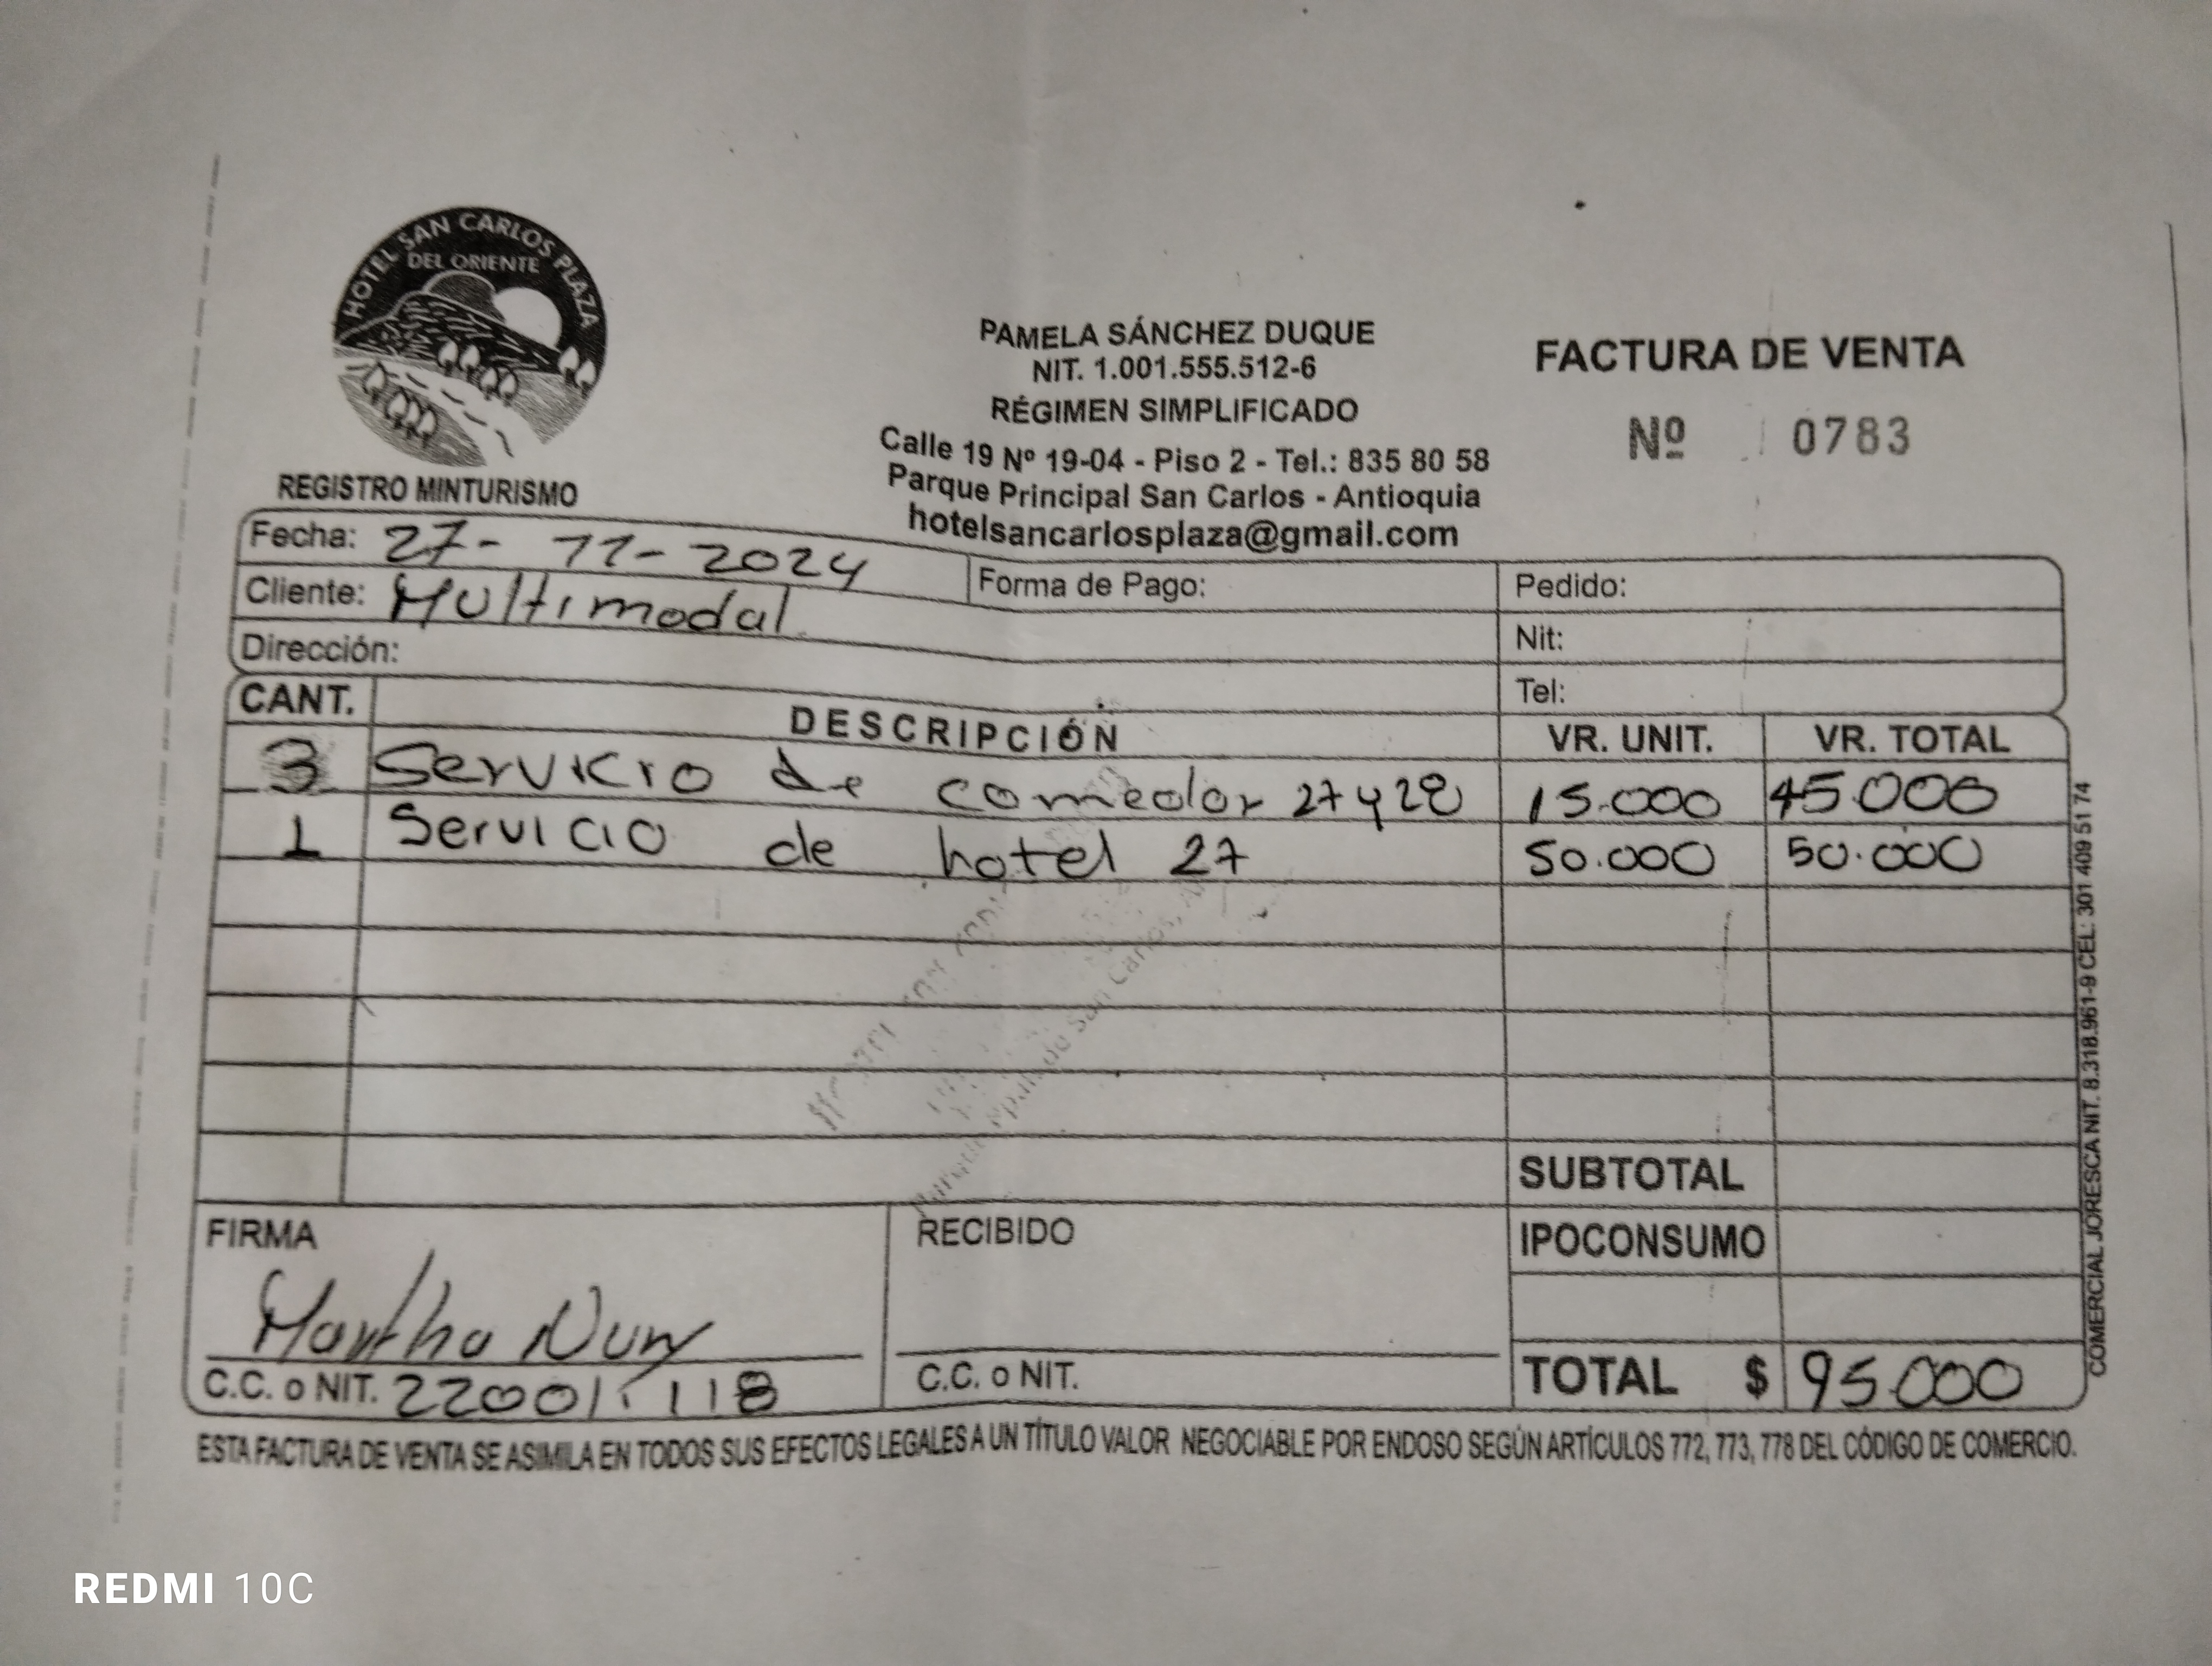 HOTEL SAN CARLOS PLAZA
DEL ORIENTE
REGISTRO MINTURISMO
PAMELA SÁNCHEZ DUQUE
NIT. 1.001.555.512-6
RÉGIMEN SIMPLIFICADO
Calle 19 Nº 19-04 - Piso 2 - Tel.: 835 80 58
Parque Principal San Carlos - Antioquia
hotelsancarlosplaza@gmail.com
FACTURA DE VENTA
Nº 0783
Fecha: 27-11-2024
Forma de Pago:
Pedido:
Cliente: Multimodal
Nit:
Dirección:
Tel:
CANT. DESCRIPCIÓN VR. UNIT. VR. TOTAL
3 Servicio de comedor 27 y 28 15.000 45.000
1 Servicio de hotel 27 50.000 50.000
San Carlos,
SUBTOTAL
IPOCONSUMO
TOTAL $ 95.000
FIRMA
Martha
C.C. o NIT. 22001.118
RECIBIDO
C.C. o NIT.
ESTA FACTURA DE VENTA SE ASIMILA EN TODOS SUS EFECTOS LEGALES A UN TÍTULO VALOR NEGOCIABLE POR ENDOSO SEGÚN ARTÍCULOS 772, 773, 778 DEL CÓDIGO DE COMERCIO.
COMERCIAL JORESCA NIT. 8.318.961-9 CEL: 301 409 51 74
REDMI 10C